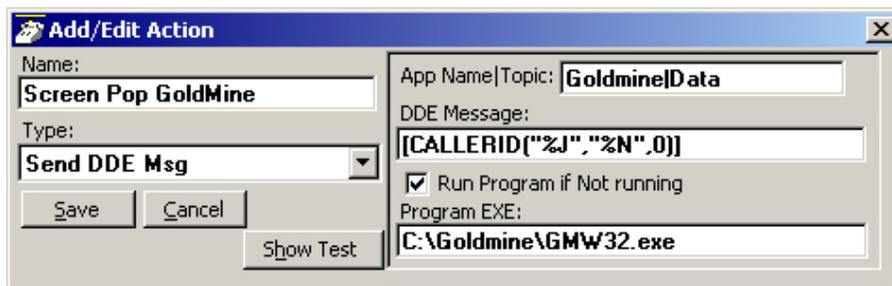 Add/Edit Action
Name:
Screen Pop GoldMine
Type:
Send DDE Msg
Save
Cancel
Show Test
App Name|Topic: Goldmine|Data
DDE Message:
[CALLERID("%J","%N",0)]
Run Program if Not running
Program EXE:
C:\Goldmine\GMW32.exe